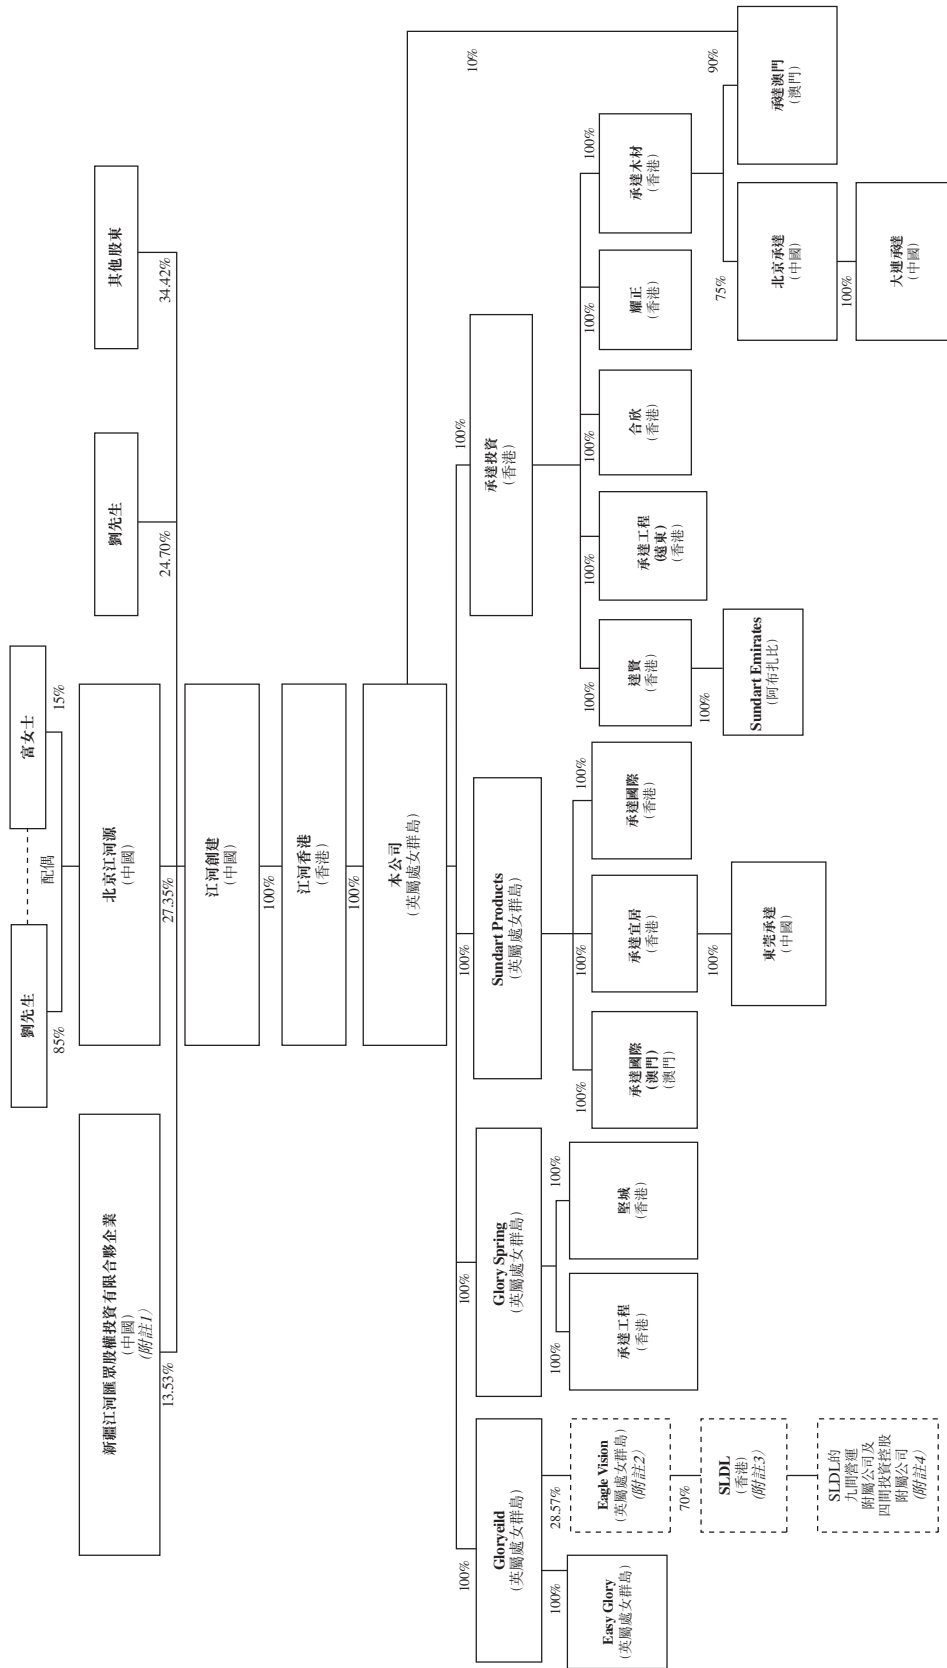 劉先生
富女士
配偶
85%
15%
新疆江河匯眾股權投資有限合夥企業
(中國)
(附註1)
北京江河源
(中國)
劉先生
其他股東
13.53%
27.35%
24.70%
34.42%
江河創建
(中國)
100%
江河香港
(香港)
100%
本公司
(英屬處女群島)
100%
100%
100%
100%
10%
Gloryeild
(英屬處女群島)
Glory Spring
(英屬處女群島)
Sundart Products
(英屬處女群島)
承達投資
(香港)
100%
28.57%
100%
100%
100%
100%
100%
100%
100%
100%
100%
100%
Easy Glory
(英屬處女群島)
Eagle Vision
(英屬處女群島)
(附註2)
承達工程
(香港)
堅城
(香港)
承達國際
(澳門)
(澳門)
承達宜居
(香港)
承達國際
(香港)
達賢
(香港)
承達工程
(遠東)
(香港)
合欣
(香港)
耀正
(香港)
承達木材
(香港)
70%
100%
100%
75%
90%
SLDL
(香港)
(附註3)
東莞承達
(中國)
Sundart Emirates
(阿布扎比)
北京承達
(中國)
承達澳門
(澳門)
100%
SLDL的
九間營運
附屬公司及
四間投資控股
附屬公司
(附註4)
大連承達
(中國)